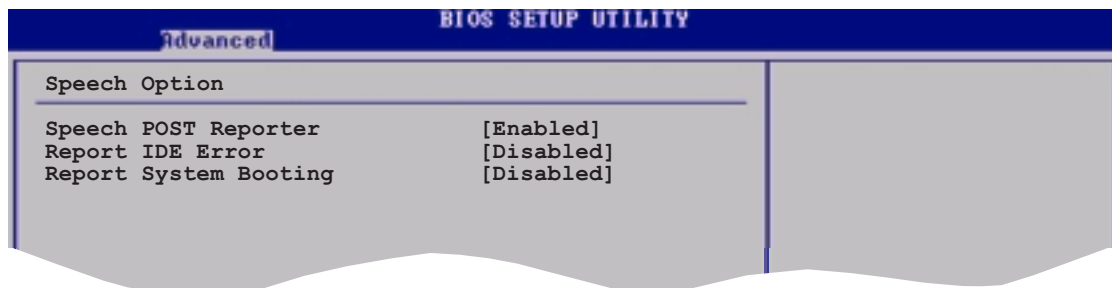 BIOS SETUP UTILITY
Advanced
Speech Option
Speech POST Reporter [Enabled]
Report IDE Error [Disabled]
Report System Booting [Disabled]